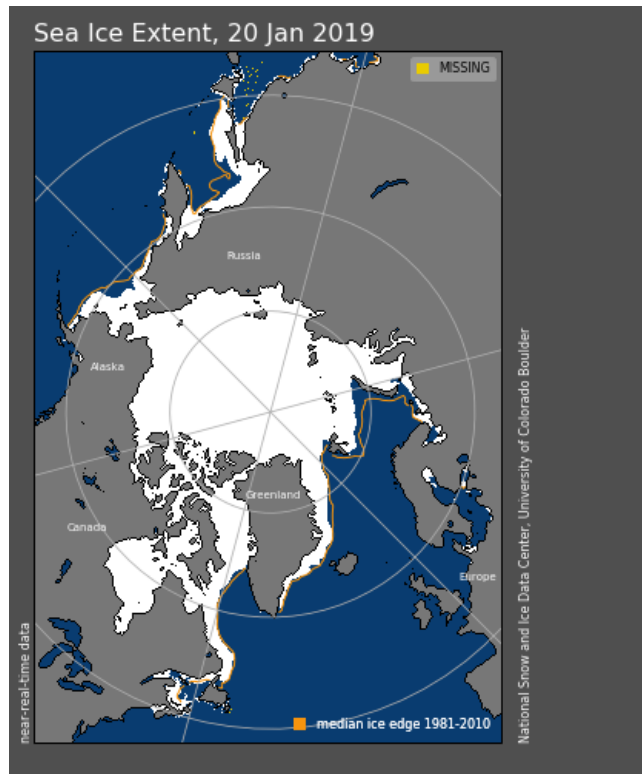 Sea Ice Extent, 20 Jan 2019
MISSING
Russia
Alaska
Greenland
Canada
Europe
near-real-time data
median ice edge 1981-2010
National Snow and Ice Data Center, University of Colorado Boulder